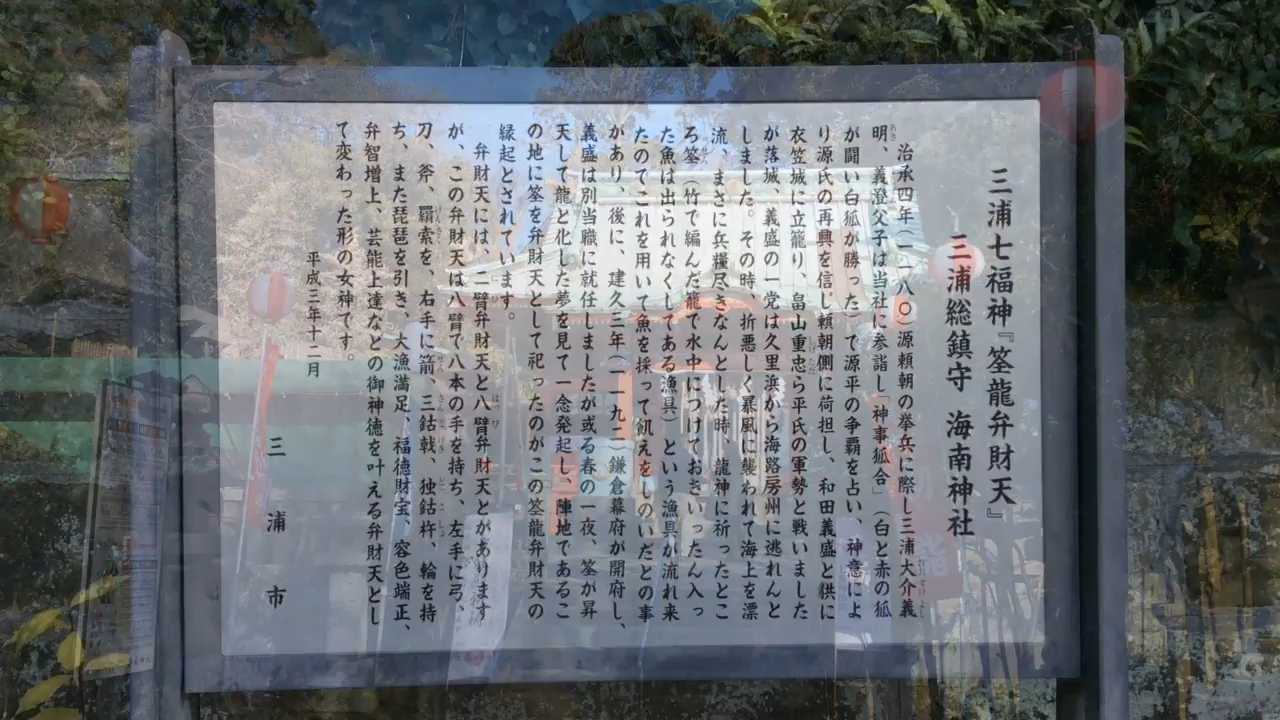 三浦七福神『筌龍弁財天』
三浦総鎮守 海南神社
治承四年(一一八〇)源頼朝の挙兵に際し三浦大介義
明、義澄父子は当社に参詣し「神事狐合」(白と赤の狐
が闘い白狐が勝った)で源平の争覇を占い、神意によ
り源氏の再興を信じ頼朝側に荷担し、和田義盛と供に
衣笠城に立籠り、畠山重忠ら平氏の軍勢と戦いました
が落城、義盛の一党は久里浜から海路房州に逃れんと
しました。その時、折悪しく暴風に襲われて海上を漂
流、まさに兵糧尽きなんとした時、龍神に祈ったとこ
ろ筌(竹で編んだ籠で水中につけておさいったん入っ
た魚は出られなくしてある漁具)という漁具が流れ来
たのでこれを用いて魚を採って飢えをしのいだとの事
があり、後に、建久三年(一一九二)鎌倉幕府が開府し、
義盛は別当職に就任しましたが或る春の一夜、筌が昇
天して龍と化した夢を見て一念発起し、陣地であるこ
の地に筌を弁財天として祀ったのがこの筌龍弁財天の
縁起とされています。
弁財天には、二臂弁財天と八臂弁財天とがあります
が、この弁財天は八臂で八本の手を持ち、左手に弓、
刀、斧、羂索を、右手に箭、三鈷戟、独鈷杵、輪を持
ち、また琵琶を引き、大漁満足、福徳財宝、容色端正、
弁智増上、芸能上達などの御神徳を叶える弁財天とし
て変わった形の女神です。
平成三年十二月
三浦市